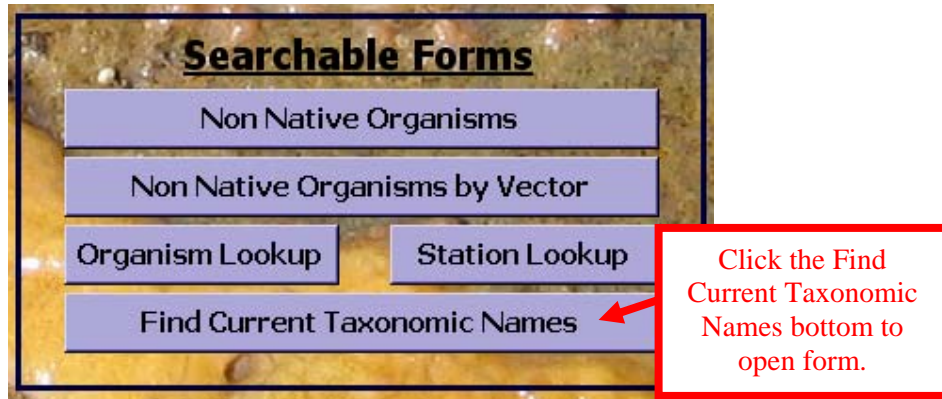 Searchable Forms
Non Native Organisms
Non Native Organisms by Vector
Organism Lookup
Station Lookup
Find Current Taxonomic Names
Click the Find
Current Taxonomic
Names bottom to
open form.